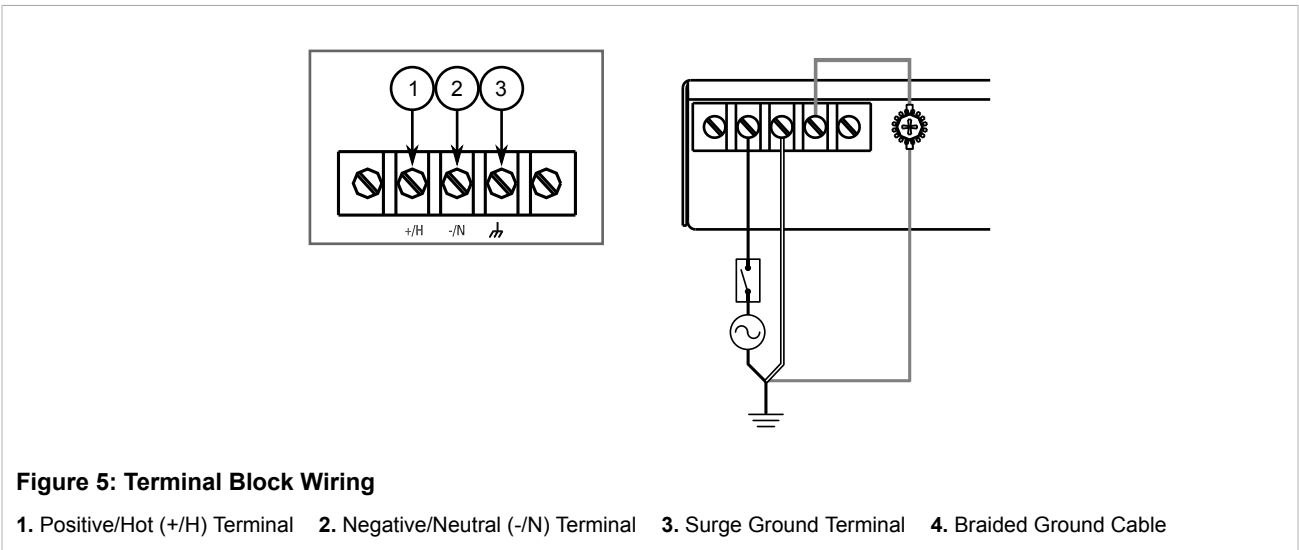 1 2 3
+/H -/N
Figure 5: Terminal Block Wiring
1. Positive/Hot (+/H) Terminal 2. Negative/Neutral (-/N) Terminal 3. Surge Ground Terminal 4. Braided Ground Cable